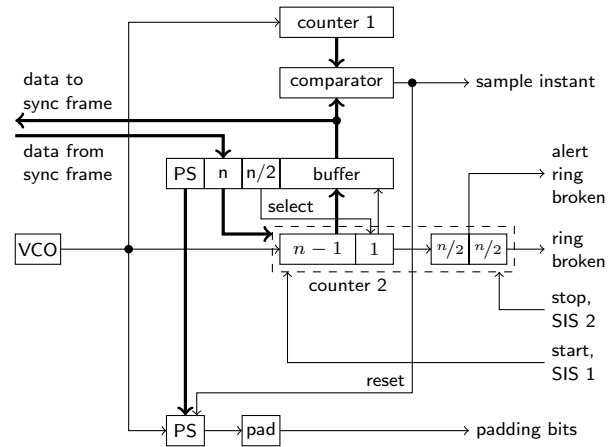 counter 1
comparator
sample instant
data to
sync frame
data from
sync frame
PS n n/2 buffer
alert
ring
broken
select
VCO
n − 1 1
n/2 n/2
ring
broken
counter 2
stop,
SIS 2
start,
SIS 1
reset
PS
pad
padding bits